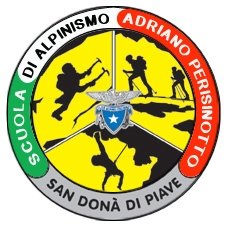 SCUOLA DI ALPINISMO ADRIANO PERISINOTTO
SAN DONÀ DI PIAVE